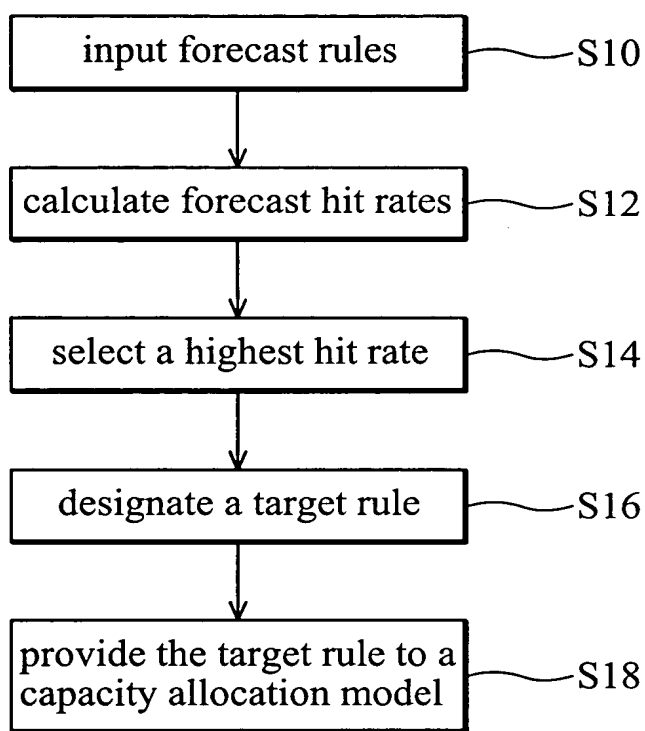 input forecast rules
S10
calculate forecast hit rates
S12
select a highest hit rate
S14
designate a target rule
S16
provide the target rule to a
capacity allocation model
S18